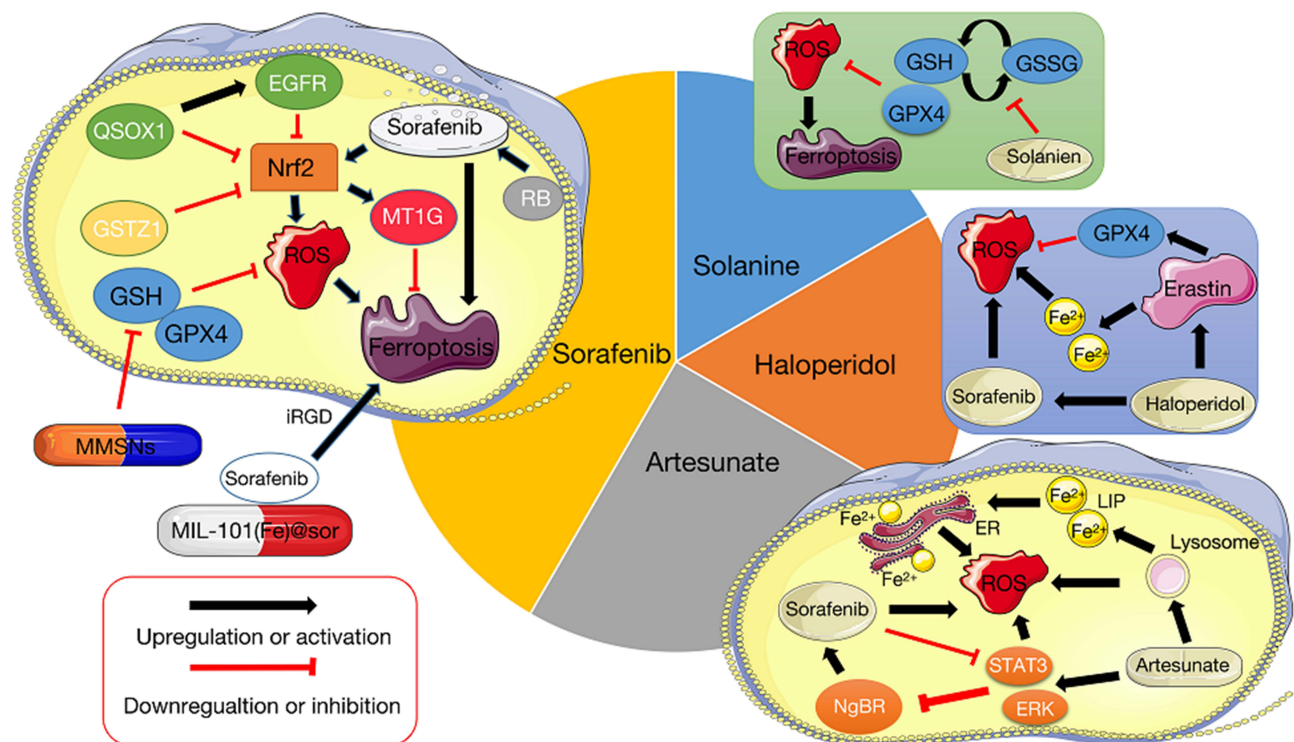 EGFR
QSOX1
Sorafenib
Nrf2
RB
MT1G
GSTZ1
ROS
GSH
GPX4
Ferroptosis
iRGD
MMSNs
Sorafenib
MIL-101(Fe)@sor
Upregulation or activation
Downregualtion or inhibition
Solanine
Sorafenib
Haloperidol
Artesunate
ROS
GSH
GSSG
GPX4
Ferroptosis
Solanien
ROS
GPX4
Erastin
Fe2+
Fe2+
Sorafenib
Haloperidol
Fe2+
LIP
Fe2+
ER
Fe2+
Lysosome
Fe2+
ROS
Sorafenib
STAT3
Artesunate
NgBR
ERK